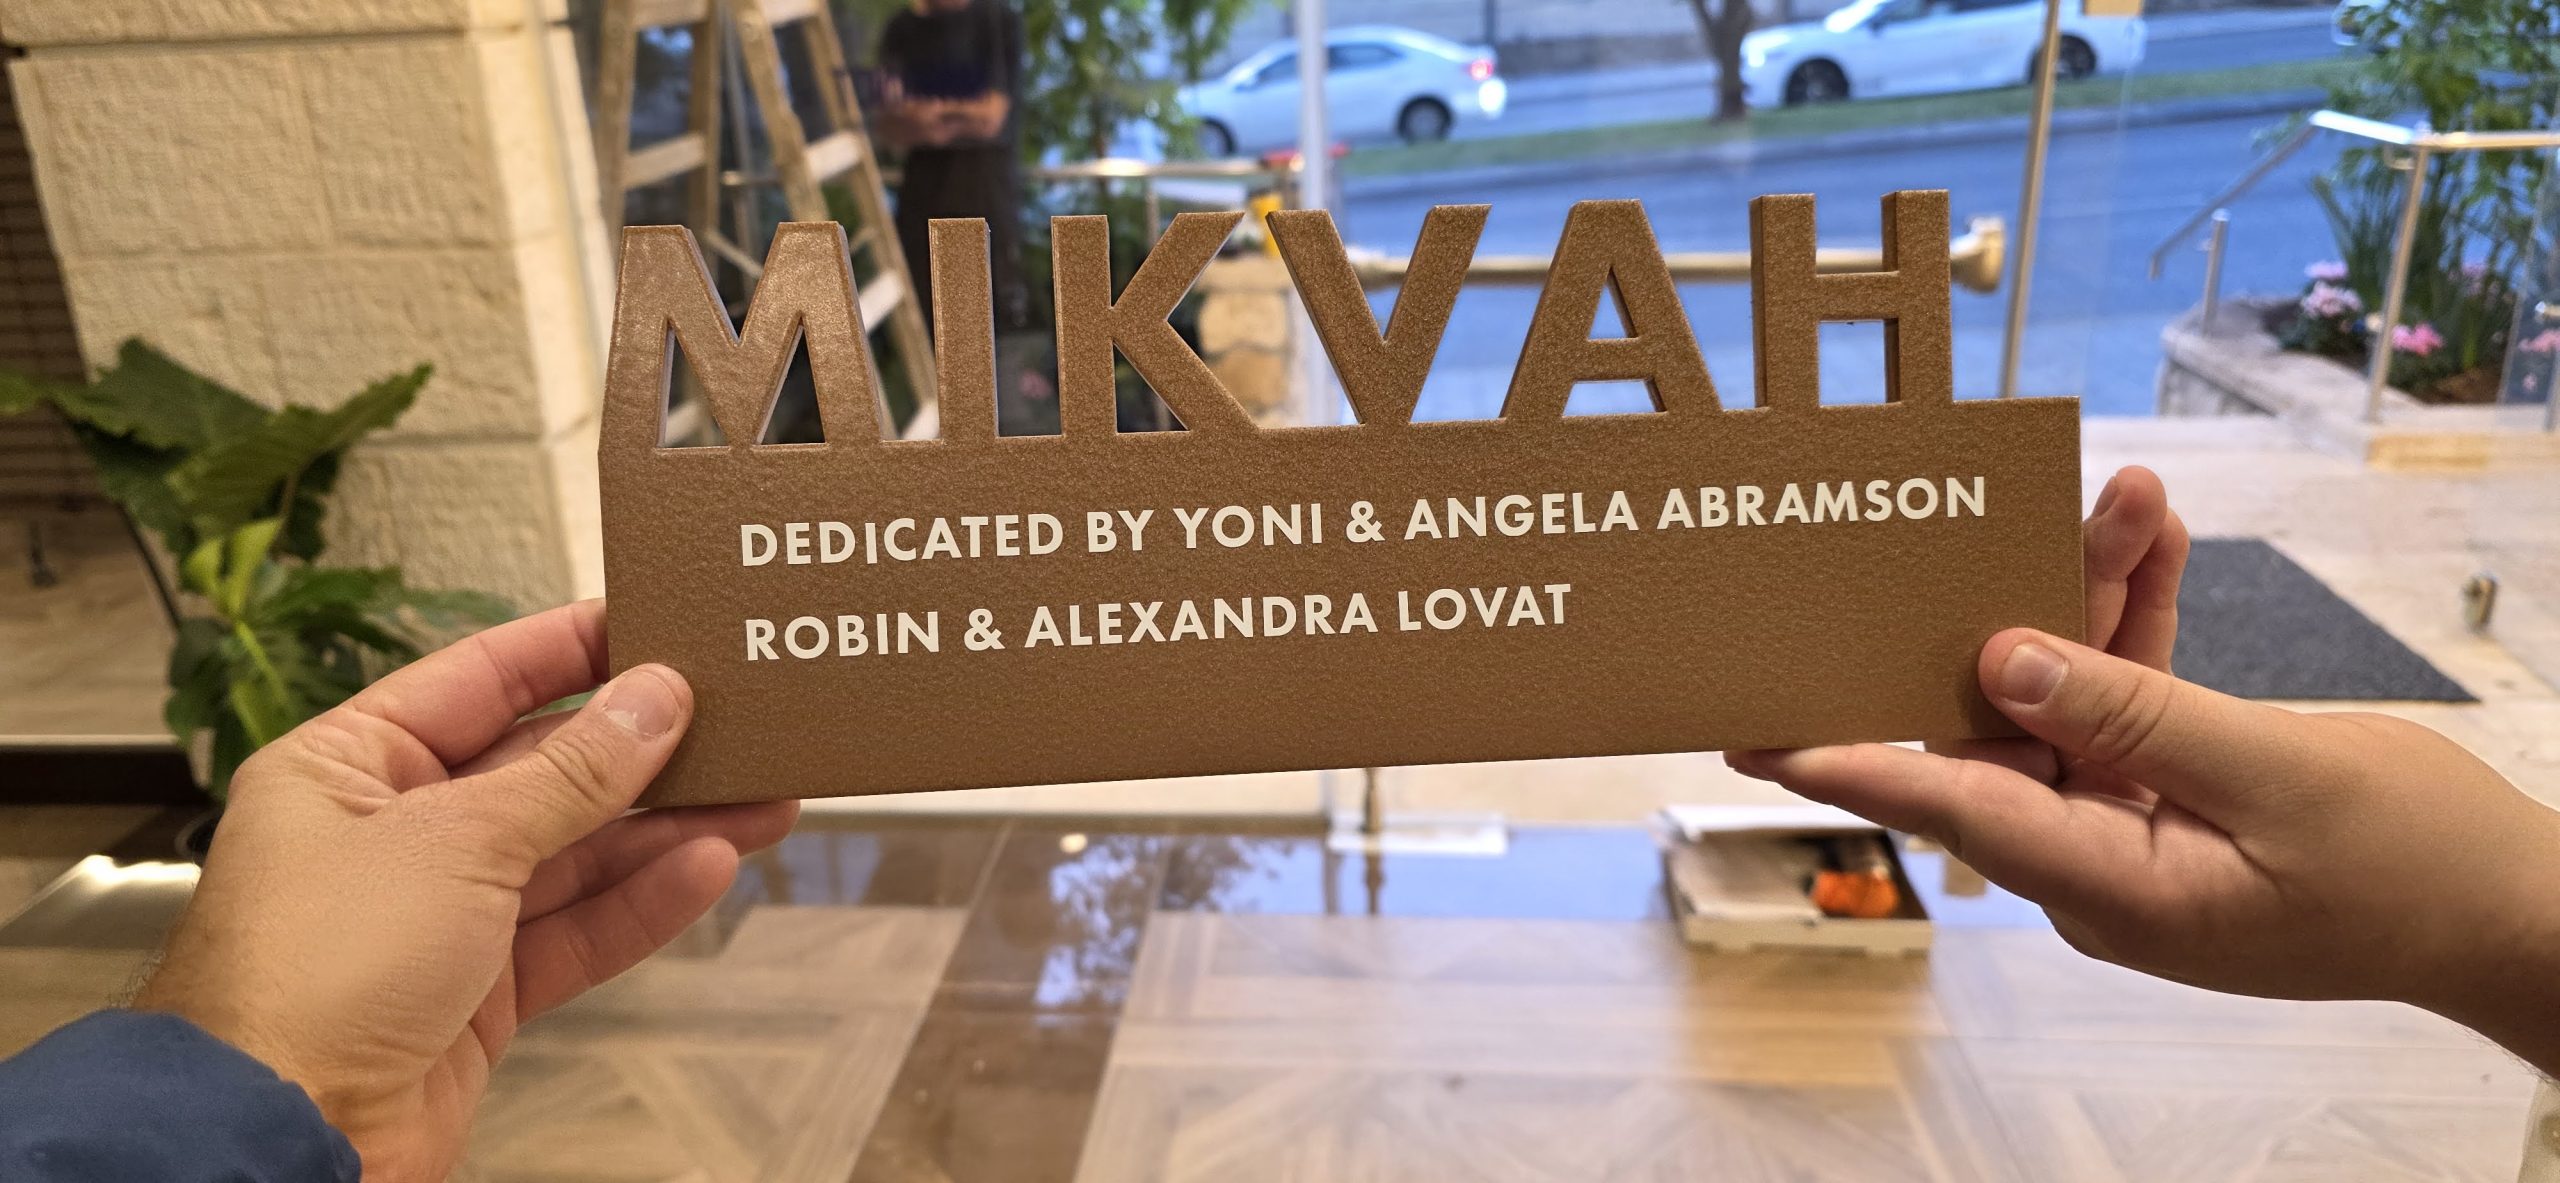 MIKVAH
DEDICATED BY YONI & ANGELA ABRAMSON
ROBIN & ALEXANDRA LOVAT